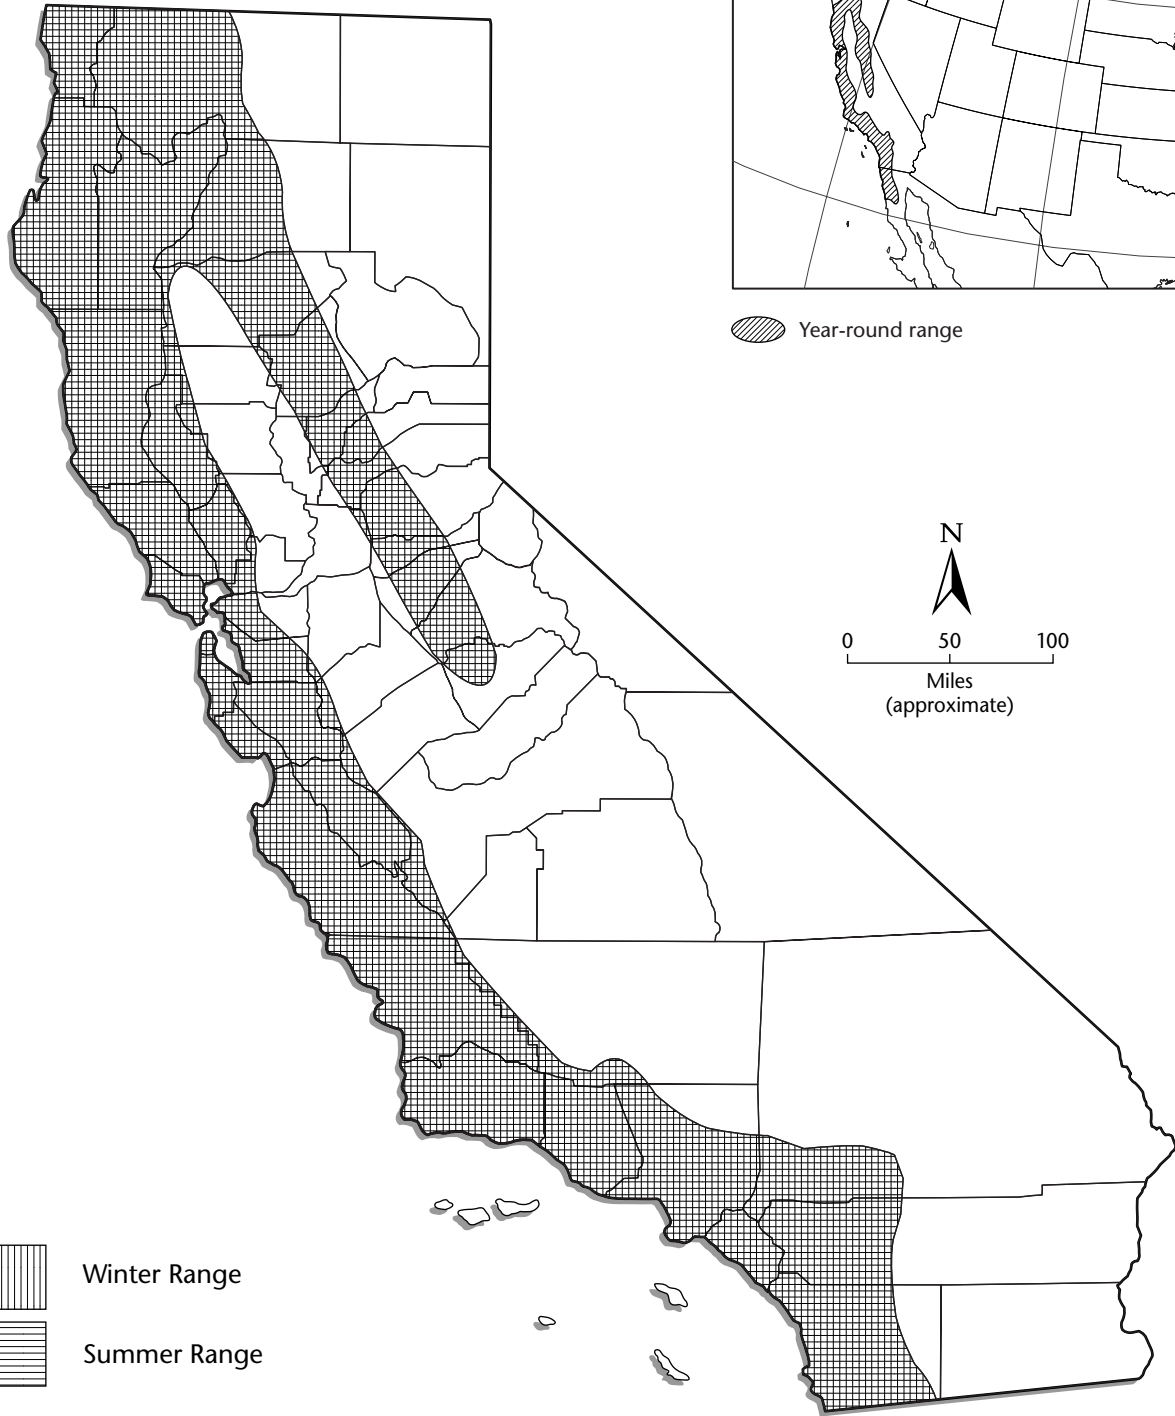 Year-round range
N
0 50 100
Miles
(approximate)
Winter Range
Summer Range